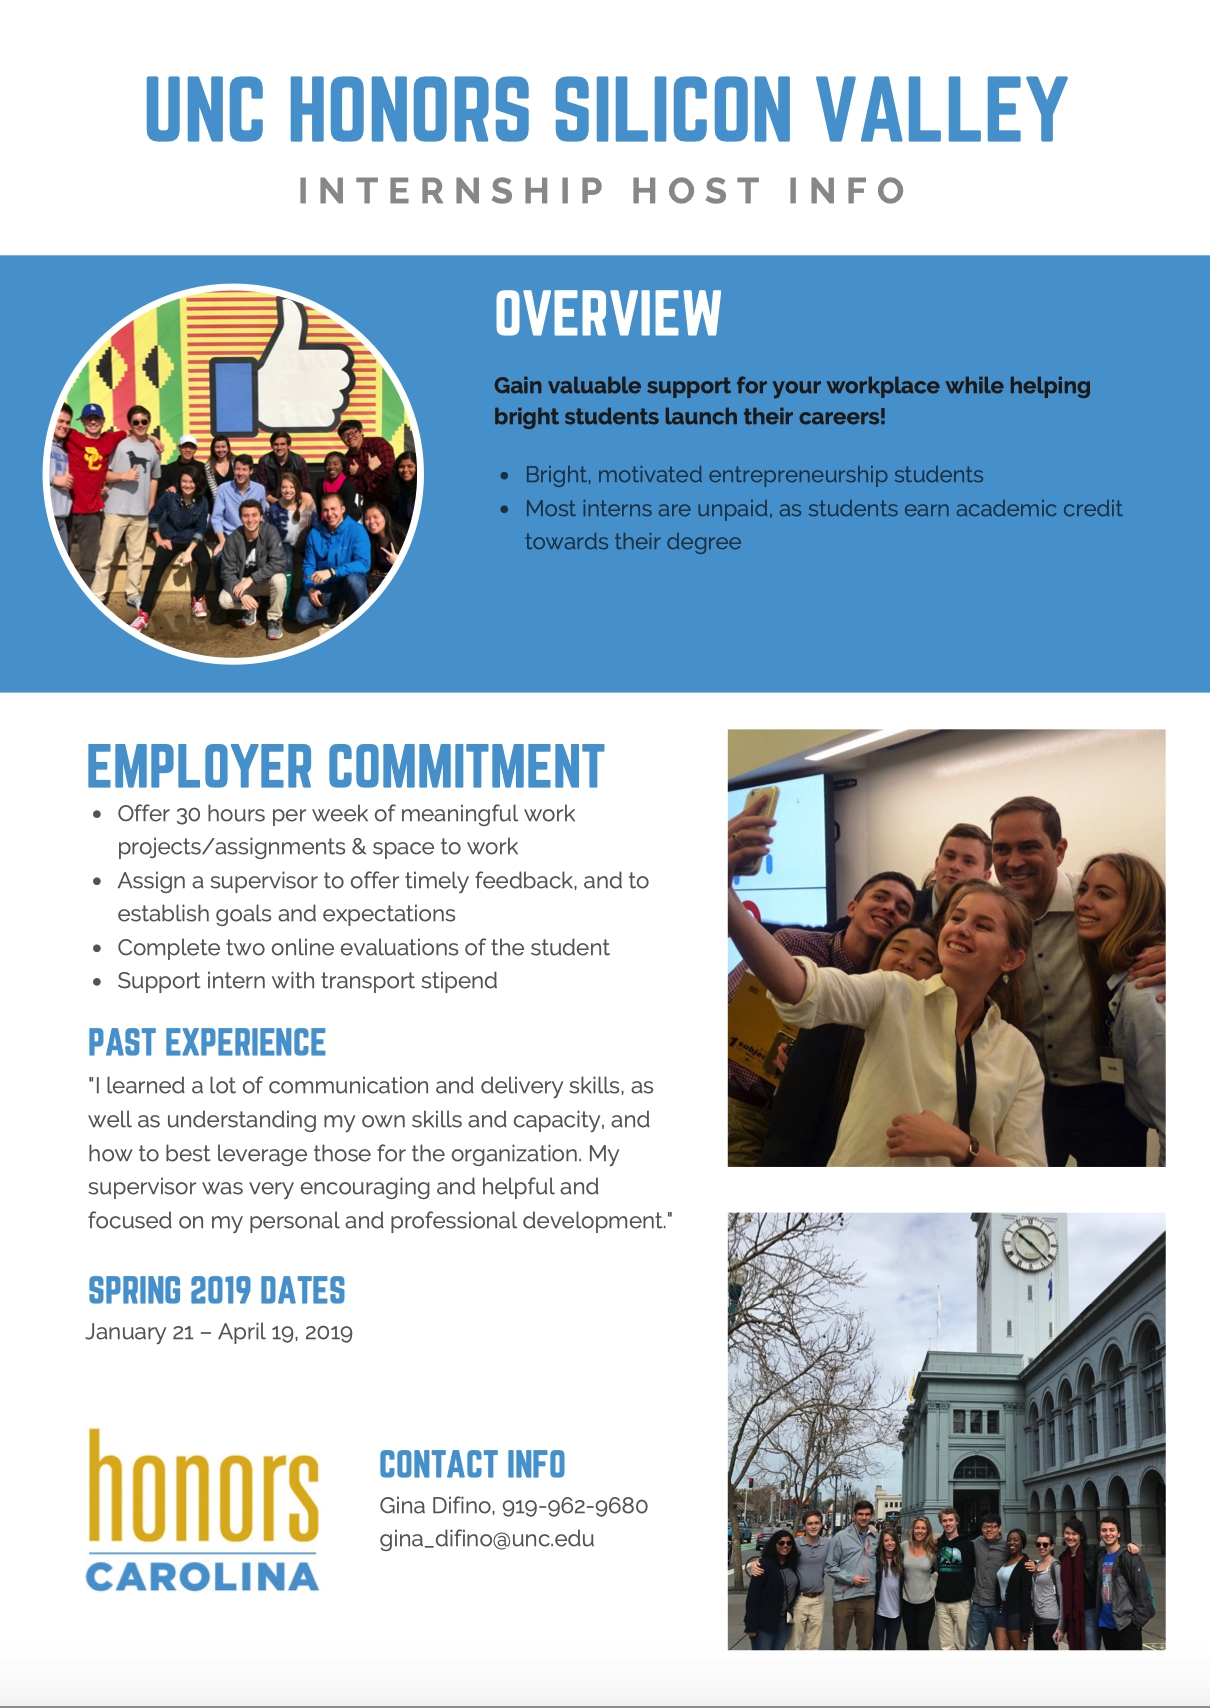 UNC HONORS SILICON VALLEY
INTERNSHIP HOST INFO
OVERVIEW
Gain valuable support for your workplace while helping
bright students launch their careers!
• Bright, motivated entrepreneurship students
• Most interns are unpaid, as students earn academic credit
towards their degree
EMPLOYER COMMITMENT
• Offer 30 hours per week of meaningful work
projects/assignments & space to work
• Assign a supervisor to offer timely feedback, and to
establish goals and expectations
• Complete two online evaluations of the student
• Support intern with transport stipend
PAST EXPERIENCE
"I learned a lot of communication and delivery skills, as
well as understanding my own skills and capacity, and
how to best leverage those for the organization. My
supervisor was very encouraging and helpful and
focused on my personal and professional development."
SPRING 2019 DATES
January 21 – April 19, 2019
honors
CAROLINA
CONTACT INFO
Gina Difino, 919-962-9680
gina_difino@unc.edu
1 subject